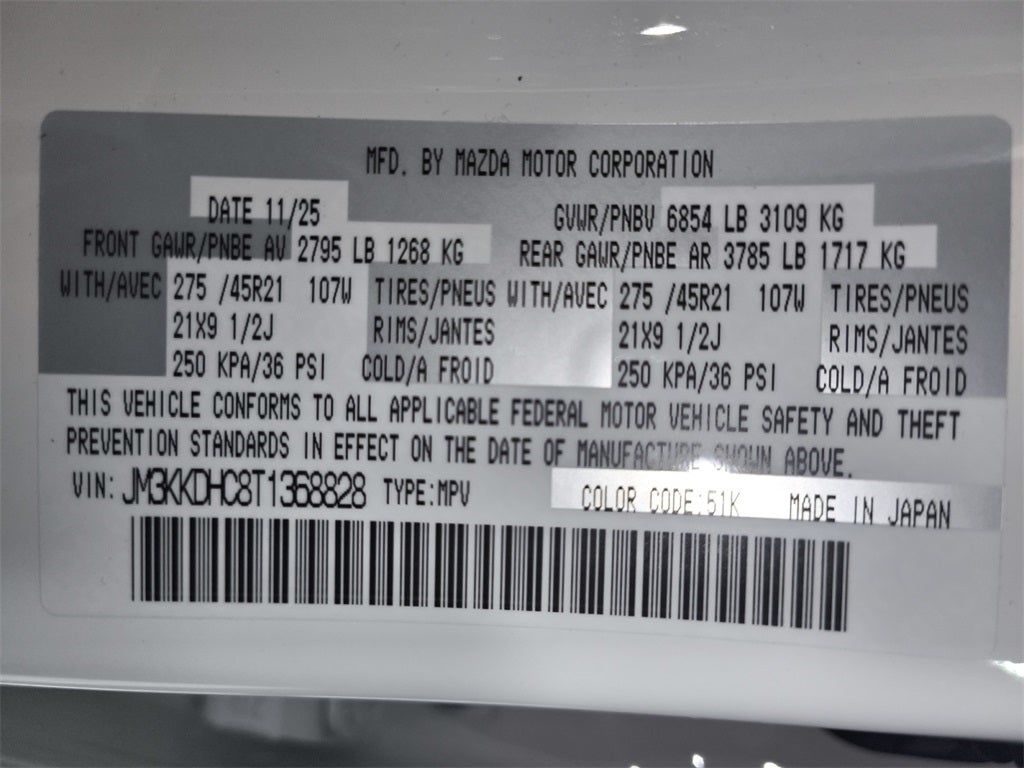 MFD. BY MAZDA MOTOR CORPORATION
DATE 11/25 GVWR/PNBV 6854 LB 3109 KG
FRONT GAWR/PNBE AV 2795 LB 1268 KG REAR GAWR/PNBE AR 3785 LB 1717 KG
WITH/AVEC 275 /45R21 107W TIRES/PNEUS WITH/AVEC 275 /45R21 107W TIRES/PNEUS
21X9 1/2J RIMS/JANTES 21X9 1/2J RIMS/JANTES
250 KPA/36 PSI COLD/A FROID 250 KPA/36 PSI COLD/A FROID
THIS VEHICLE CONFORMS TO ALL APPLICABLE FEDERAL MOTOR VEHICLE SAFETY AND THEFT
PREVENTION STANDARDS IN EFFECT ON THE DATE OF MANUFACTURE SHOWN ABOVE.
VIN: JM3KKDHC8T1368828 TYPE:MPV COLOR CODE:51K MADE IN JAPAN